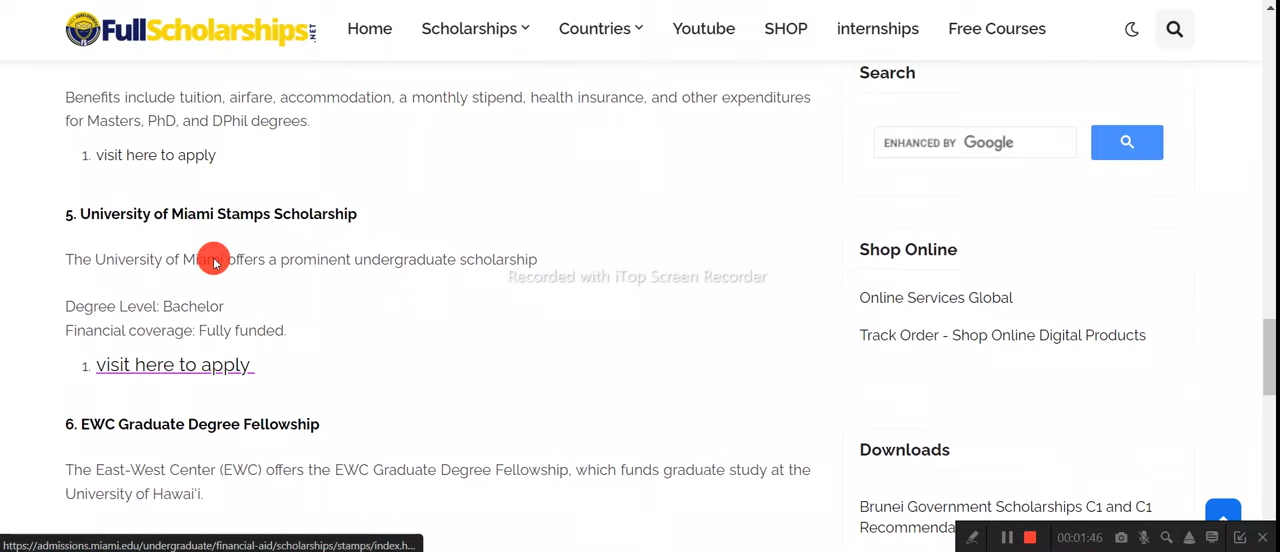 FullScholarships.NET
Home
Scholarships
Countries
Youtube
SHOP
internships
Free Courses
Benefits include tuition, airfare, accommodation, a monthly stipend, health insurance, and other expenditures
for Masters, PhD, and DPhil degrees.
1. visit here to apply
5. University of Miami Stamps Scholarship
The University of Miami offers a prominent undergraduate scholarship
Degree Level: Bachelor
Financial coverage: Fully funded.
1. visit here to apply
6. EWC Graduate Degree Fellowship
The East-West Center (EWC) offers the EWC Graduate Degree Fellowship, which funds graduate study at the
University of Hawai'i.
Search
ENHANCED BY Google
Shop Online
Online Services Global
Track Order - Shop Online Digital Products
Downloads
Brunei Government Scholarships C1 and C1
Recommenda
Recorded with iTop Screen Recorder
https://admissions.miami.edu/undergraduate/financial-aid/scholarships/stamps/index.h...
00:01:46